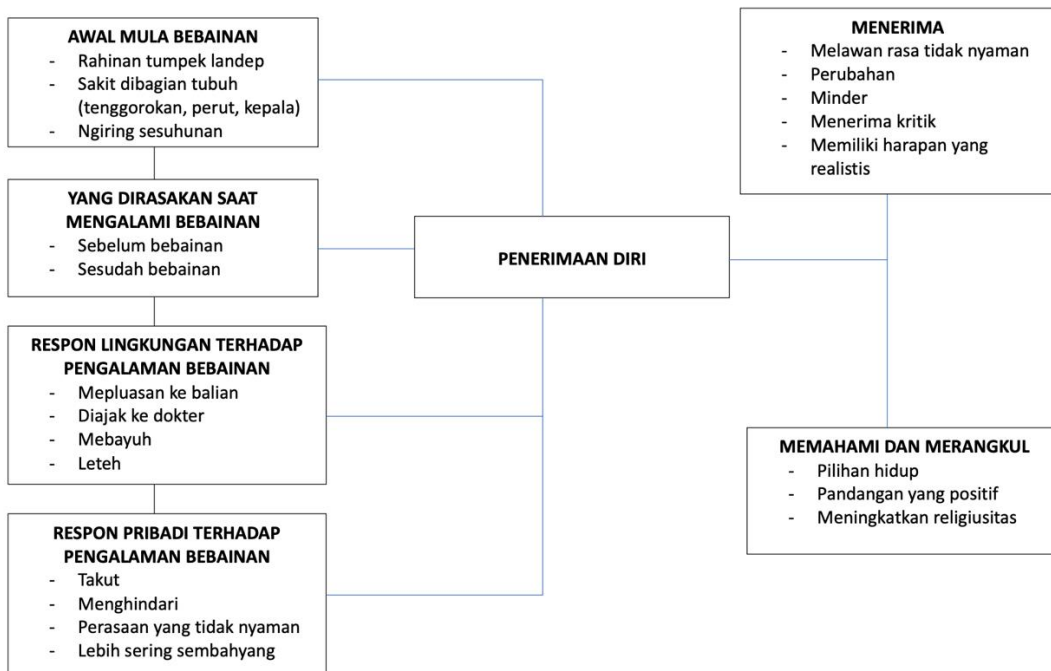 AWAL MULA BEBAINAN
- Rahinan tumpek landep
- Sakit dibagian tubuh
(tenggorokan, perut, kepala)
- Ngiring sesuhunan
YANG DIRASAKAN SAAT
MENGALAMI BEBAINAN
- Sebelum bebainan
- Sesudah bebainan
RESPON LINGKUNGAN TERHADAP
PENGALAMAN BEBAINAN
- Mepluasan ke balian
- Diajak ke dokter
- Mebayuh
- Leteh
RESPON PRIBADI TERHADAP
PENGALAMAN BEBAINAN
- Takut
- Menghindari
- Perasaan yang tidak nyaman
- Lebih sering sembahyang
PENERIMAAN DIRI
MENERIMA
- Melawan rasa tidak nyaman
- Perubahan
- Minder
- Menerima kritik
- Memiliki harapan yang
realistis
MEMAHAMI DAN MERANGKUL
- Pilihan hidup
- Pandangan yang positif
- Meningkatkan religiusitas